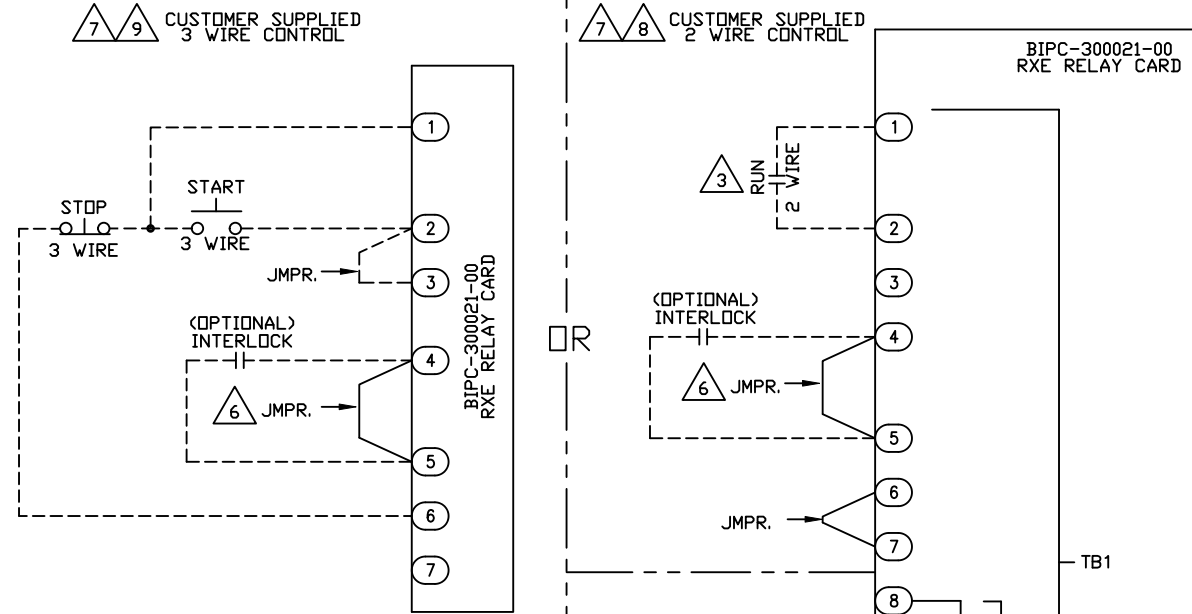 7 9 CUSTOMER SUPPLIED
3 WIRE CONTROL
1
START
STOP
3 WIRE
3 WIRE
2
JMPR.
3
(OPTIONAL)
INTERLOCK
4
6 JMPR.
5
6
7
BIPC-300021-00
RXE RELAY CARD
OR
7 8 CUSTOMER SUPPLIED
2 WIRE CONTROL
BIPC-300021-00
RXE RELAY CARD
1
3 RUN
2 WIRE
2
3
(OPTIONAL)
INTERLOCK
4
6 JMPR.
5
6
JMPR.
7
TB1
8